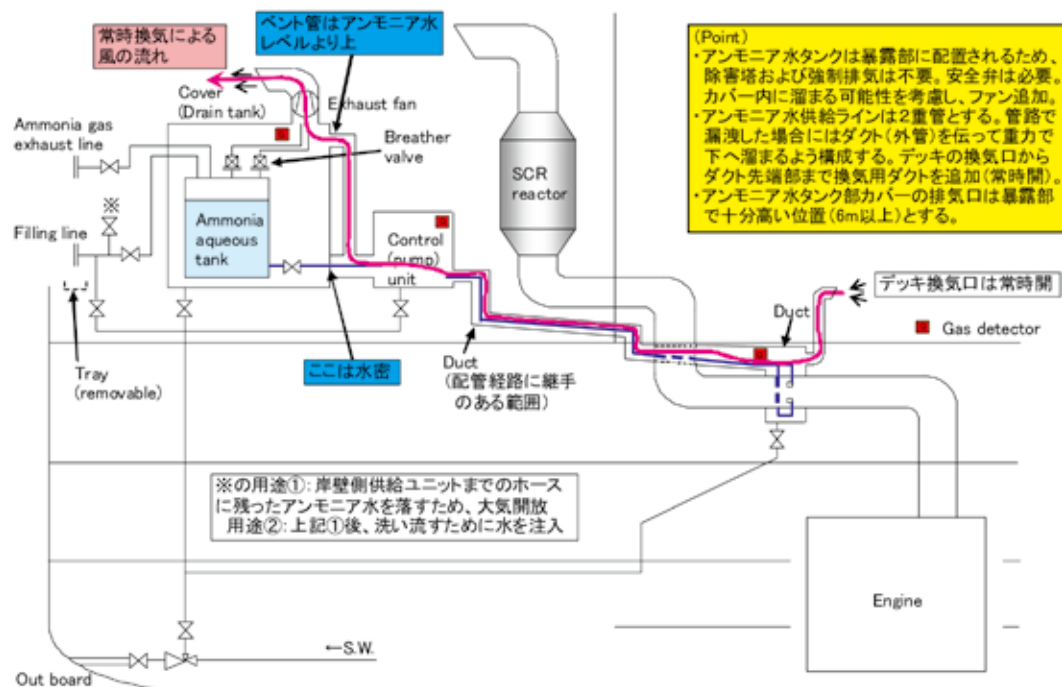 常時換気による
風の流れ
ベント管はアンモニア水
レベルより上
Cover
(Drain tank)
Exhaust fan
Ammonia gas
exhaust line
Breather
valve
※
Filling line
Ammonia
aqueous
tank
Control
(pump)
unit
SCR
reactor
(Point)
・アンモニア水タンクは暴露部に配置されるため、
除害塔および強制排気は不要。安全弁は必要。
カバー内に溜まる可能性を考慮し、ファン追加。
・アンモニア水供給ラインは2重管とする。管路で
漏洩した場合にはダクト(外管)を伝って重力で
下へ溜まるよう構成する。デッキの換気口から
ダクト先端部まで換気用ダクトを追加(常時開)。
・アンモニア水タンク部カバーの排気口は暴露部
で十分高い位置(6m以上)とする。
デッキ換気口は常時開
Duct
Gas detector
Tray
(removable)
ここは水密
Duct
(配管経路に継手
のある範囲)
※の用途①: 岸壁側供給ユニットまでのホース
に残ったアンモニア水を落すため、大気開放
用途②: 上記①後、洗い流すために水を注入
Engine
←S.W.
Out board